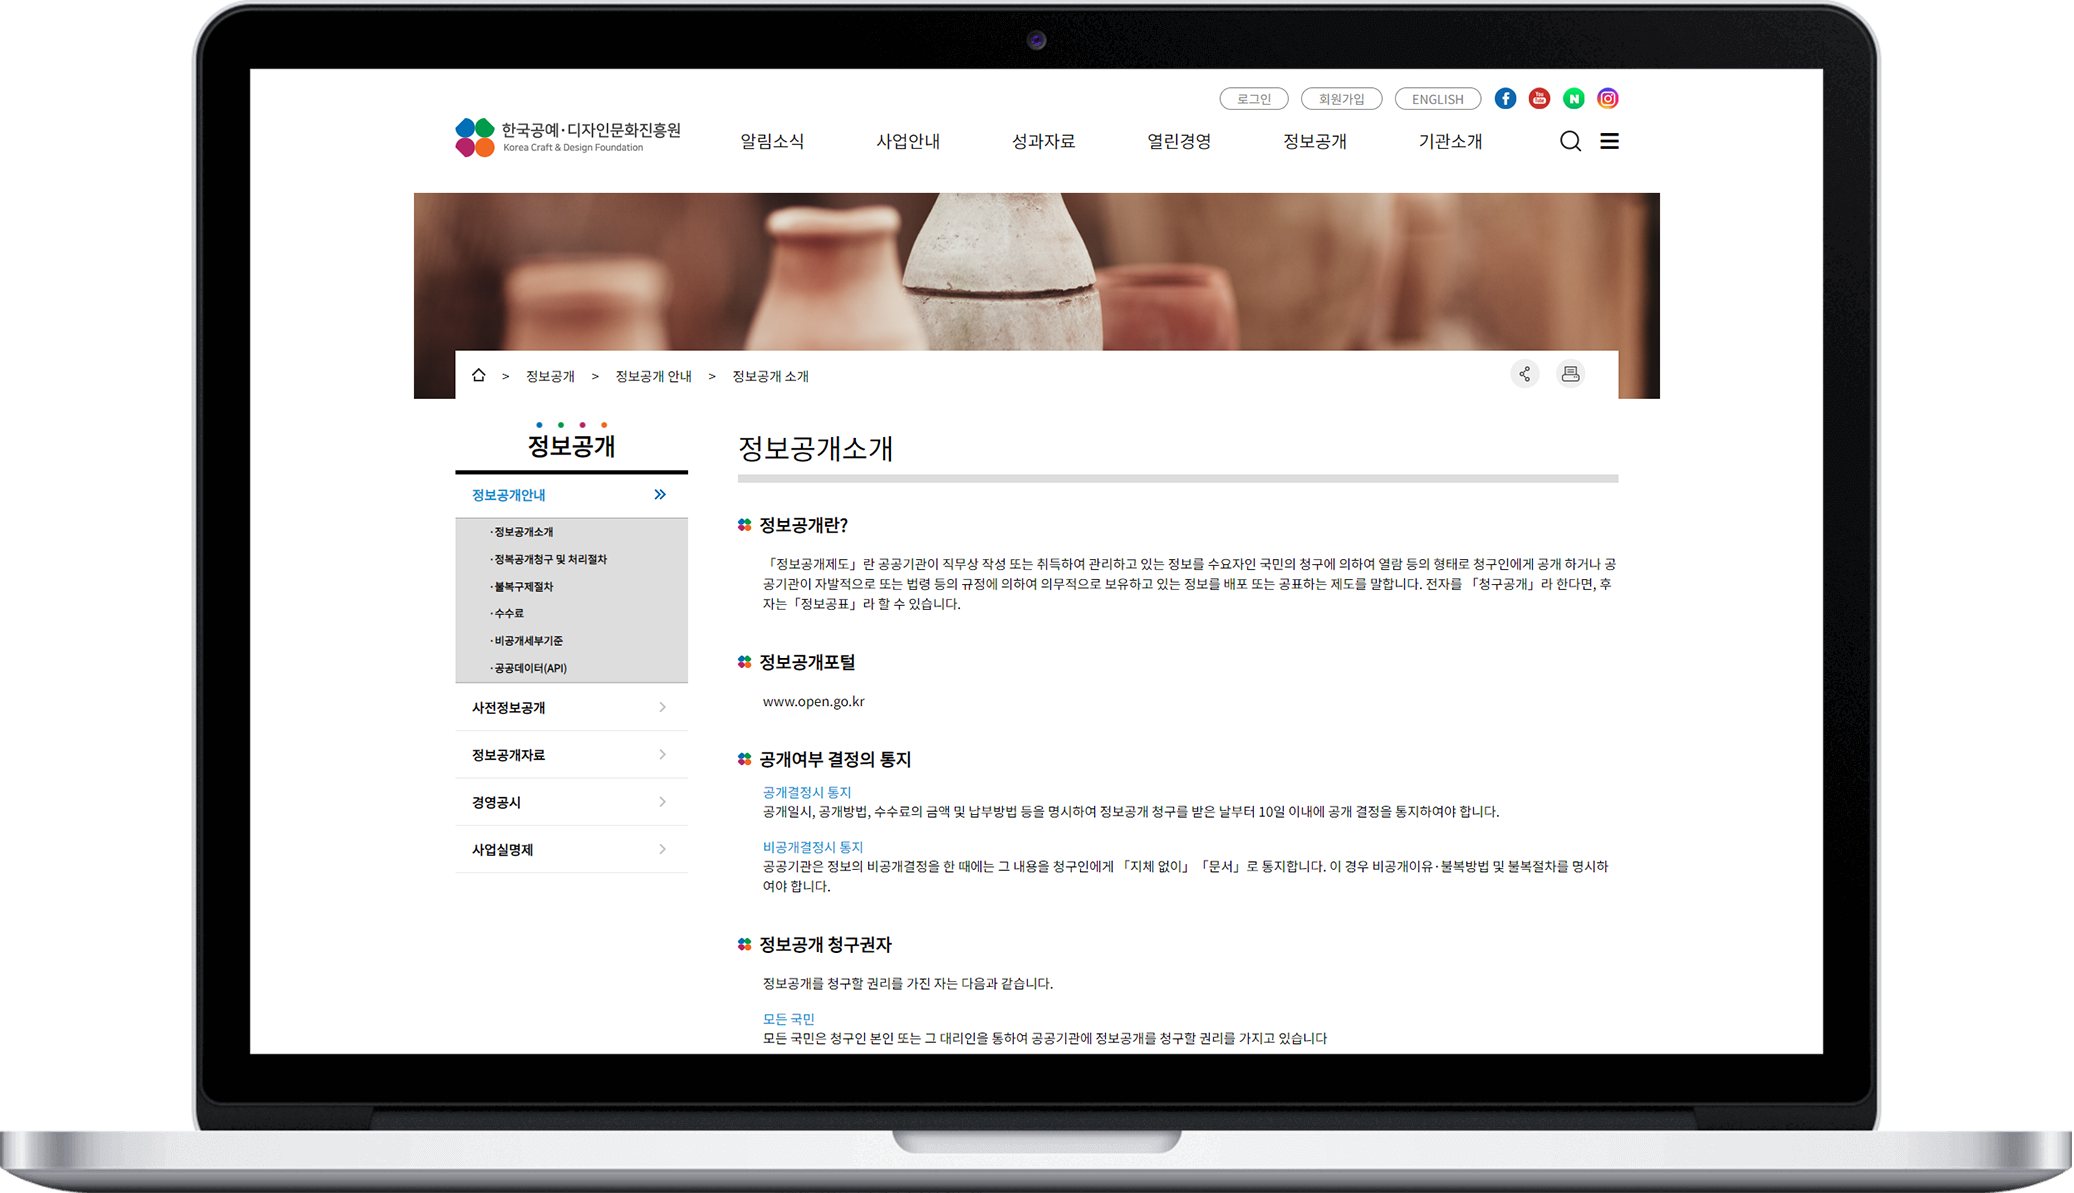 로그인 회원가입 ENGLISH
한국공예·디자인문화진흥원
Korea Craft & Design Foundation
알림소식 사업안내 성과자료 열린경영 정보공개 기관소개
> 정보공개 > 정보공개 안내 > 정보공개 소개
정보공개
정보공개안내
·정보공개소개
·정복공개청구 및 처리절차
·불복구제절차
·수수료
·비공개세부기준
·공공데이터(API)
사전정보공개
정보공개자료
경영공시
사업실명제
정보공개소개
정보공개란?
「정보공개제도」란 공공기관이 직무상 작성 또는 취득하여 관리하고 있는 정보를 수요자인 국민의 청구에 의하여 열람 등의 형태로 청구인에게 공개 하거나 공
공기관이 자발적으로 또는 법령 등의 규정에 의하여 의무적으로 보유하고 있는 정보를 배포 또는 공표하는 제도를 말합니다. 전자를 「청구공개」라 한다면, 후
자는「정보공표」라 할 수 있습니다.
정보공개포털
www.open.go.kr
공개여부 결정의 통지
공개결정시 통지
공개일시, 공개방법, 수수료의 금액 및 납부방법 등을 명시하여 정보공개 청구를 받은 날부터 10일 이내에 공개 결정을 통지하여야 합니다.
비공개결정시 통지
공공기관은 정보의 비공개결정을 한 때에는 그 내용을 청구인에게 「지체 없이」 「문서」로 통지합니다. 이 경우 비공개이유·불복방법 및 불복절차를 명시하
여야 합니다.
정보공개 청구권자
정보공개를 청구할 권리를 가진 자는 다음과 같습니다.
모든 국민
모든 국민은 청구인 본인 또는 그 대리인을 통하여 공공기관에 정보공개를 청구할 권리를 가지고 있습니다